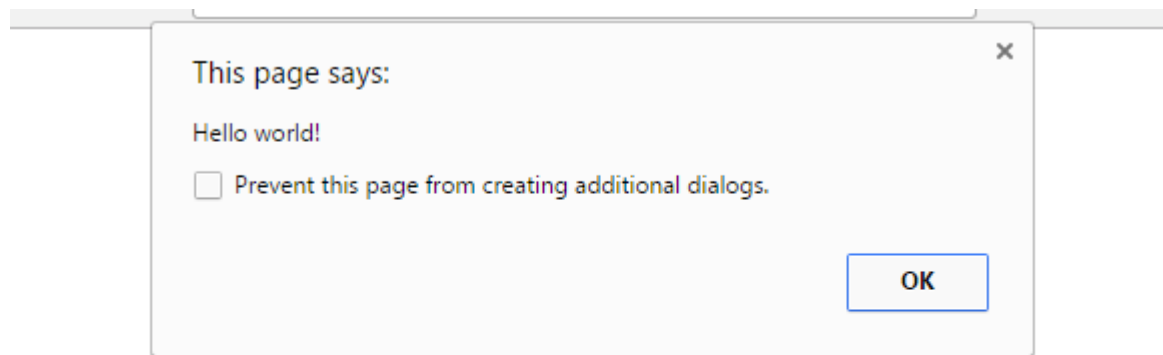 This page says:
Hello world!
Prevent this page from creating additional dialogs.
OK